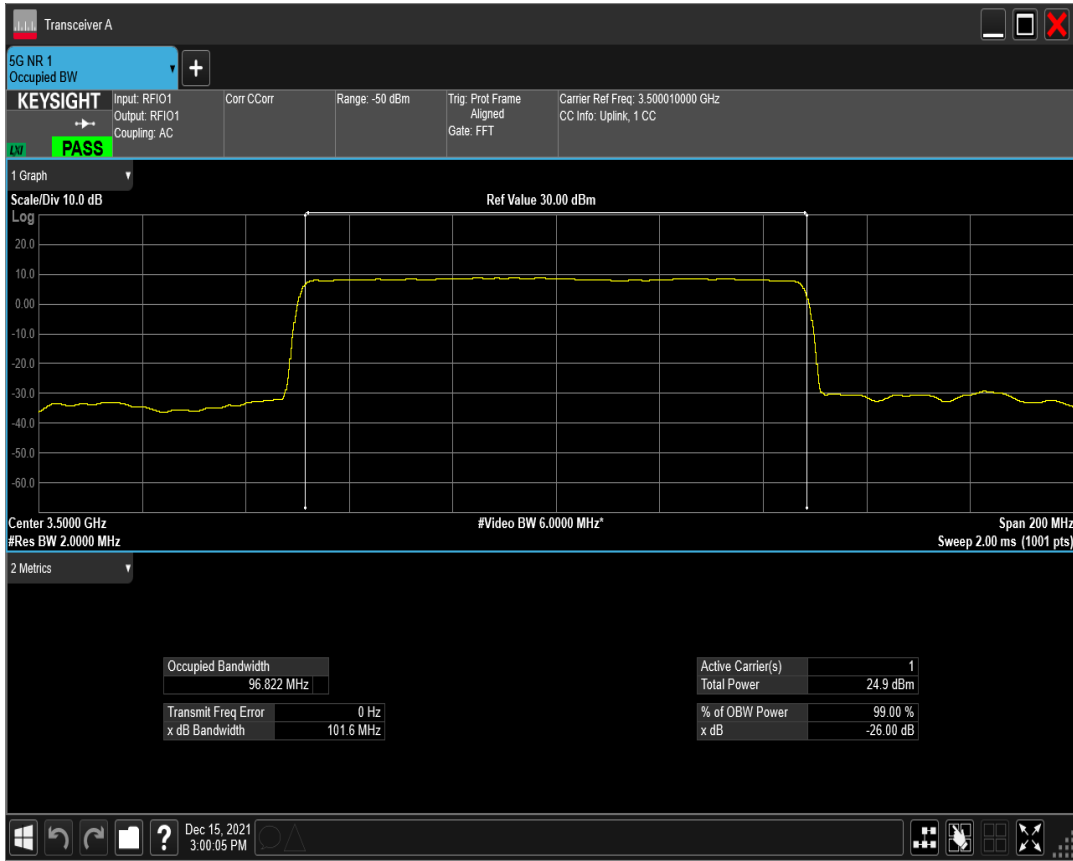 Transceiver A
5G NR 1
Occupied BW
KEYSIGHT
LXI
PASS
Input: RFIO1
Output: RFIO1
Coupling: AC
Corr CCorr
Range: -50 dBm
Trig: Prot Frame
Aligned
Gate: FFT
Carrier Ref Freq: 3.500010000 GHz
CC Info: Uplink, 1 CC
1 Graph
Scale/Div 10.0 dB
Ref Value 30.00 dBm
Log
20.0
10.0
0.00
-10.0
-20.0
-30.0
-40.0
-50.0
-60.0
Center 3.5000 GHz
#Video BW 6.0000 MHz*
Span 200 MHz
#Res BW 2.0000 MHz
Sweep 2.00 ms (1001 pts)
2 Metrics
Occupied Bandwidth
96.822 MHz
Transmit Freq Error 0 Hz
x dB Bandwidth 101.6 MHz
Active Carrier(s) 1
Total Power 24.9 dBm
% of OBW Power 99.00 %
x dB -26.00 dB
?
Dec 15, 2021
3:00:05 PM